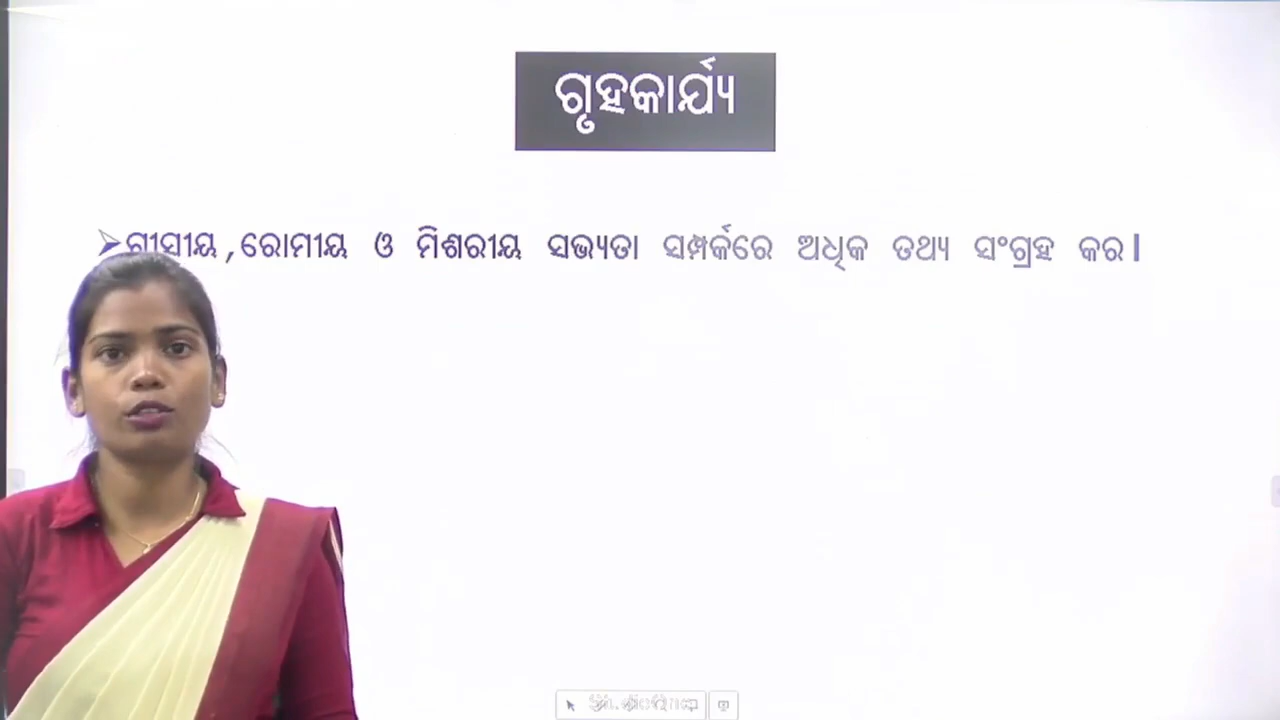 ଗୃହକାର୍ଯ୍ୟ
➢ଗ୍ରୀସୀୟ ,ରୋମୀୟ ଓ ମିଶରୀୟ ସଭ୍ୟତା ସମ୍ପର୍କରେ ଅଧିକ ତଥ୍ୟ ସଂଗ୍ରହ କର।